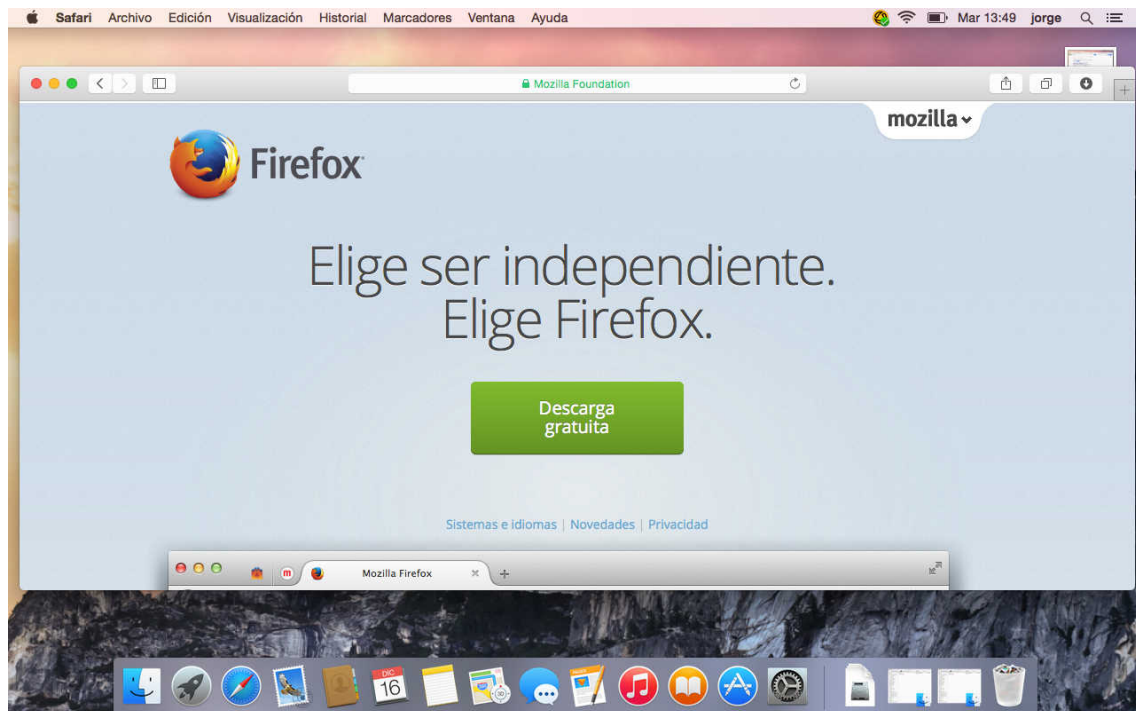 Safari Archivo Edición Visualización Historial Marcadores Ventana Ayuda Mar 13:49 jorge
Mozilla Foundation
mozilla
Firefox
Elige ser independiente.
Elige Firefox.
Descarga
gratuita
Sistemas e idiomas | Novedades | Privacidad
m Mozilla Firefox
DIC
16